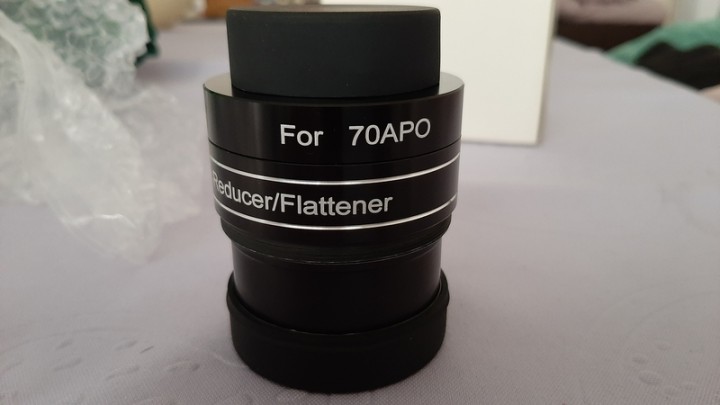 For 70APO
Reducer/Flattener